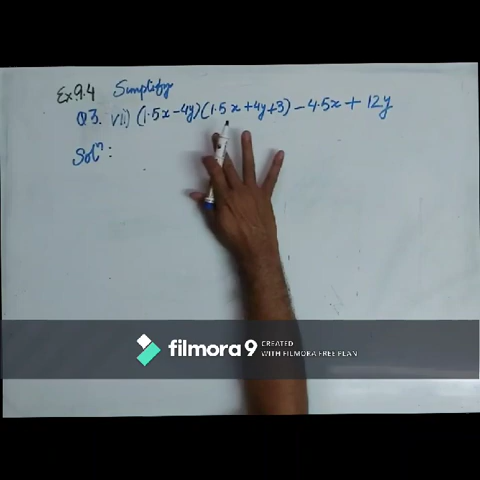 Ex 9.4 Simplify
Q3. vii) (1.5x-4y)(1.5x+4y+3) - 4.5x + 12y
Solⁿ:
filmora 9
CREATED
WITH FILMORA FREE PLAN